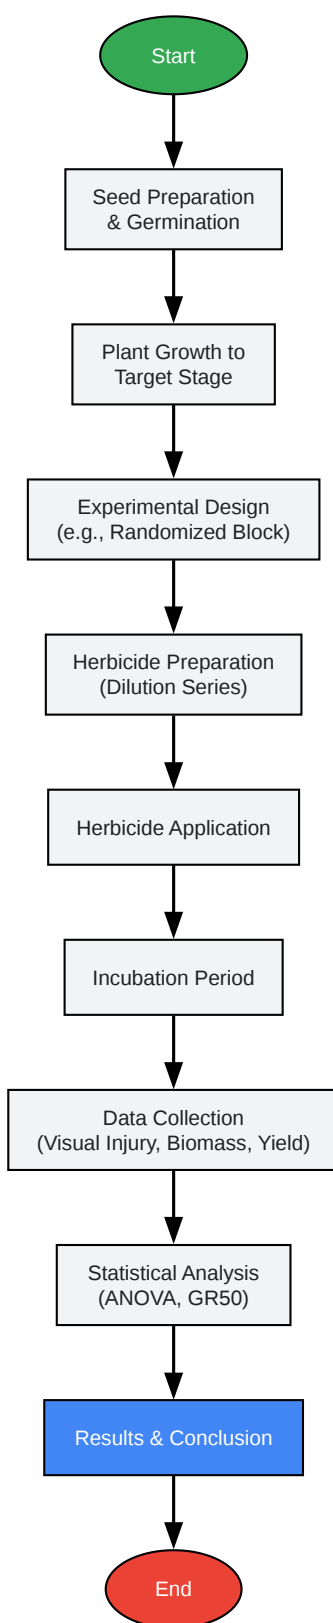 Start
Seed Preparation
& Germination
Plant Growth to
Target Stage
Experimental Design
(e.g., Randomized Block)
Herbicide Preparation
(Dilution Series)
Herbicide Application
Incubation Period
Data Collection
(Visual Injury, Biomass, Yield)
Statistical Analysis
(ANOVA, GR50)
Results & Conclusion
End